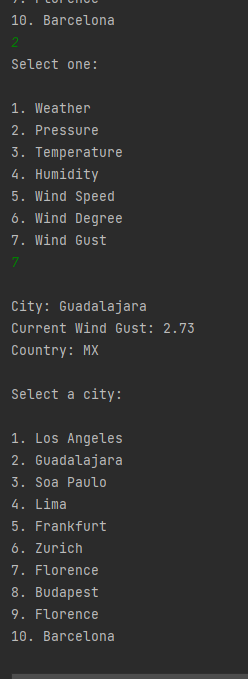 9. Florence
10. Barcelona
2
Select one:
1. Weather
2. Pressure
3. Temperature
4. Humidity
5. Wind Speed
6. Wind Degree
7. Wind Gust
7
City: Guadalajara
Current Wind Gust: 2.73
Country: MX
Select a city:
1. Los Angeles
2. Guadalajara
3. Soa Paulo
4. Lima
5. Frankfurt
6. Zurich
7. Florence
8. Budapest
9. Florence
10. Barcelona